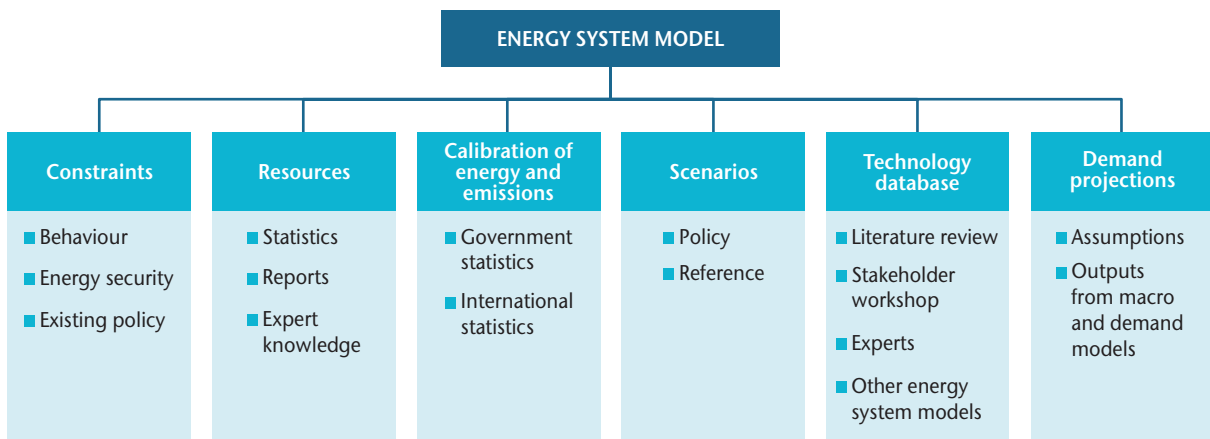 ENERGY SYSTEM MODEL
Constraints
Behaviour
Energy security
Existing policy
Resources
Statistics
Reports
Expert
knowledge
Calibration of
energy and
emissions
Government
statistics
International
statistics
Scenarios
Policy
Reference
Technology
database
Literature review
Stakeholder
workshop
Experts
Other energy
system models
Demand
projections
Assumptions
Outputs
from macro
and demand
models